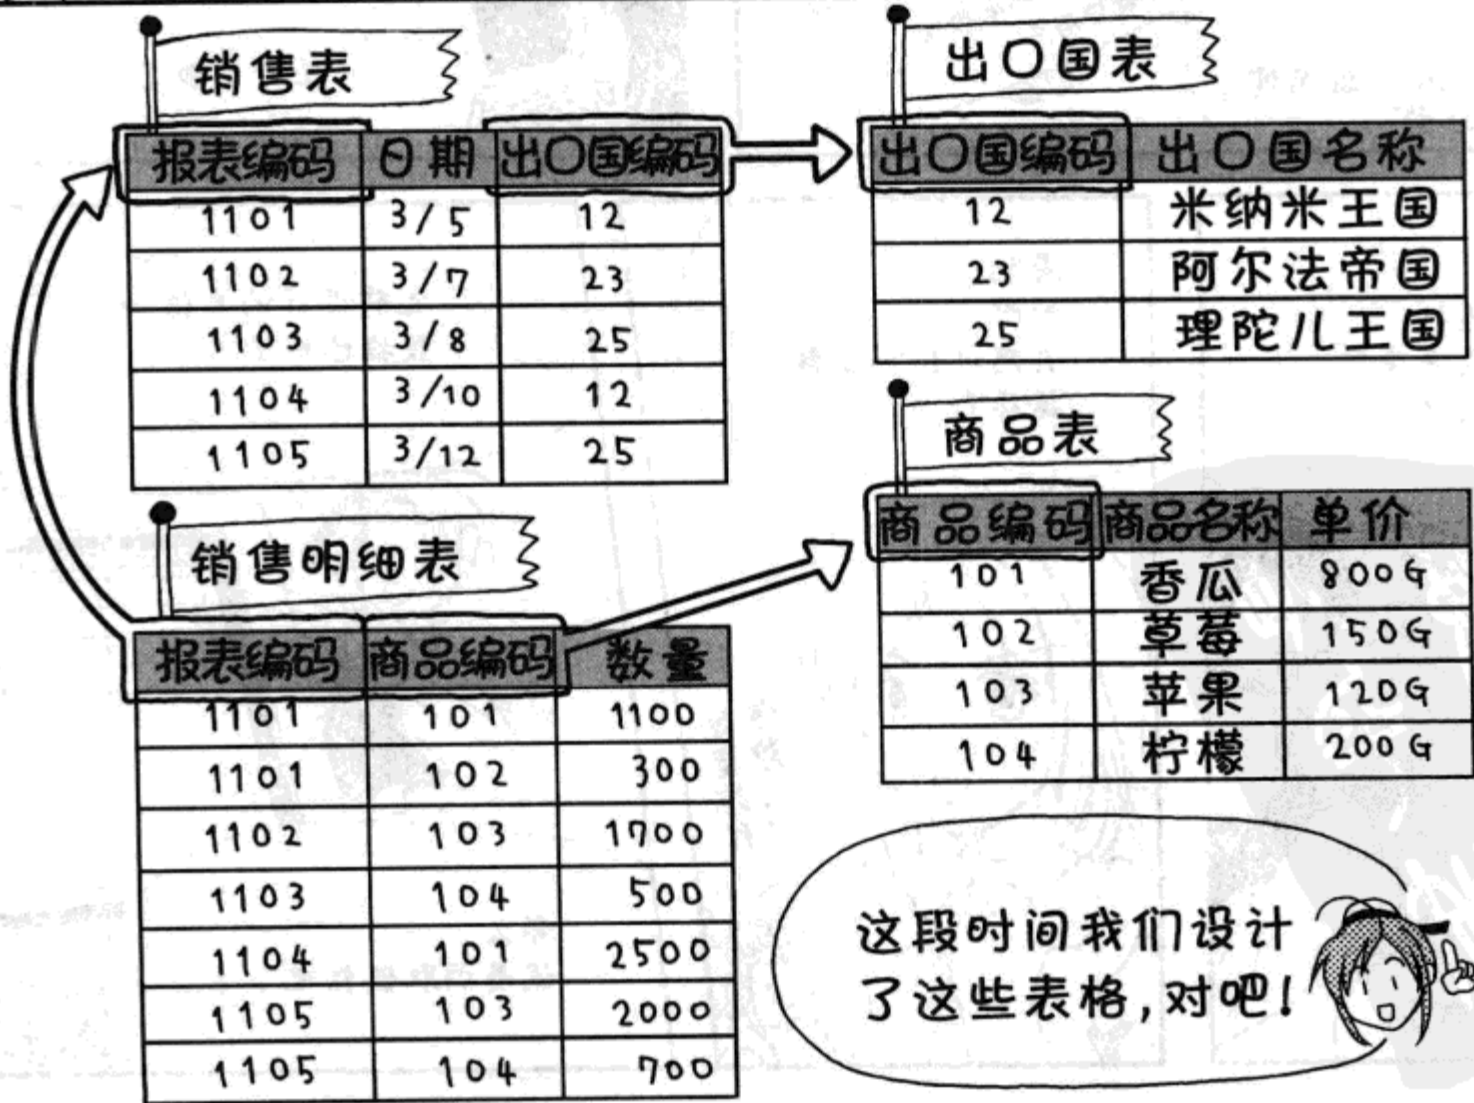 销售表
报表编码 日期 出口国编码
1101 3/5 12
1102 3/7 23
1103 3/8 25
1104 3/10 12
1105 3/12 25
出口国表
出口国编码 出口国名称
12 米纳米王国
23 阿尔法帝国
25 理陀儿王国
商品表
商品编码 商品名称 单价
101 香瓜 800G
102 草莓 150G
103 苹果 120G
104 柠檬 200G
销售明细表
报表编码 商品编码 数量
1101 101 1100
1101 102 300
1102 103 1700
1103 104 500
1104 101 2500
1105 103 2000
1105 104 700
这段时间我们设计
了这些表格,对吧!